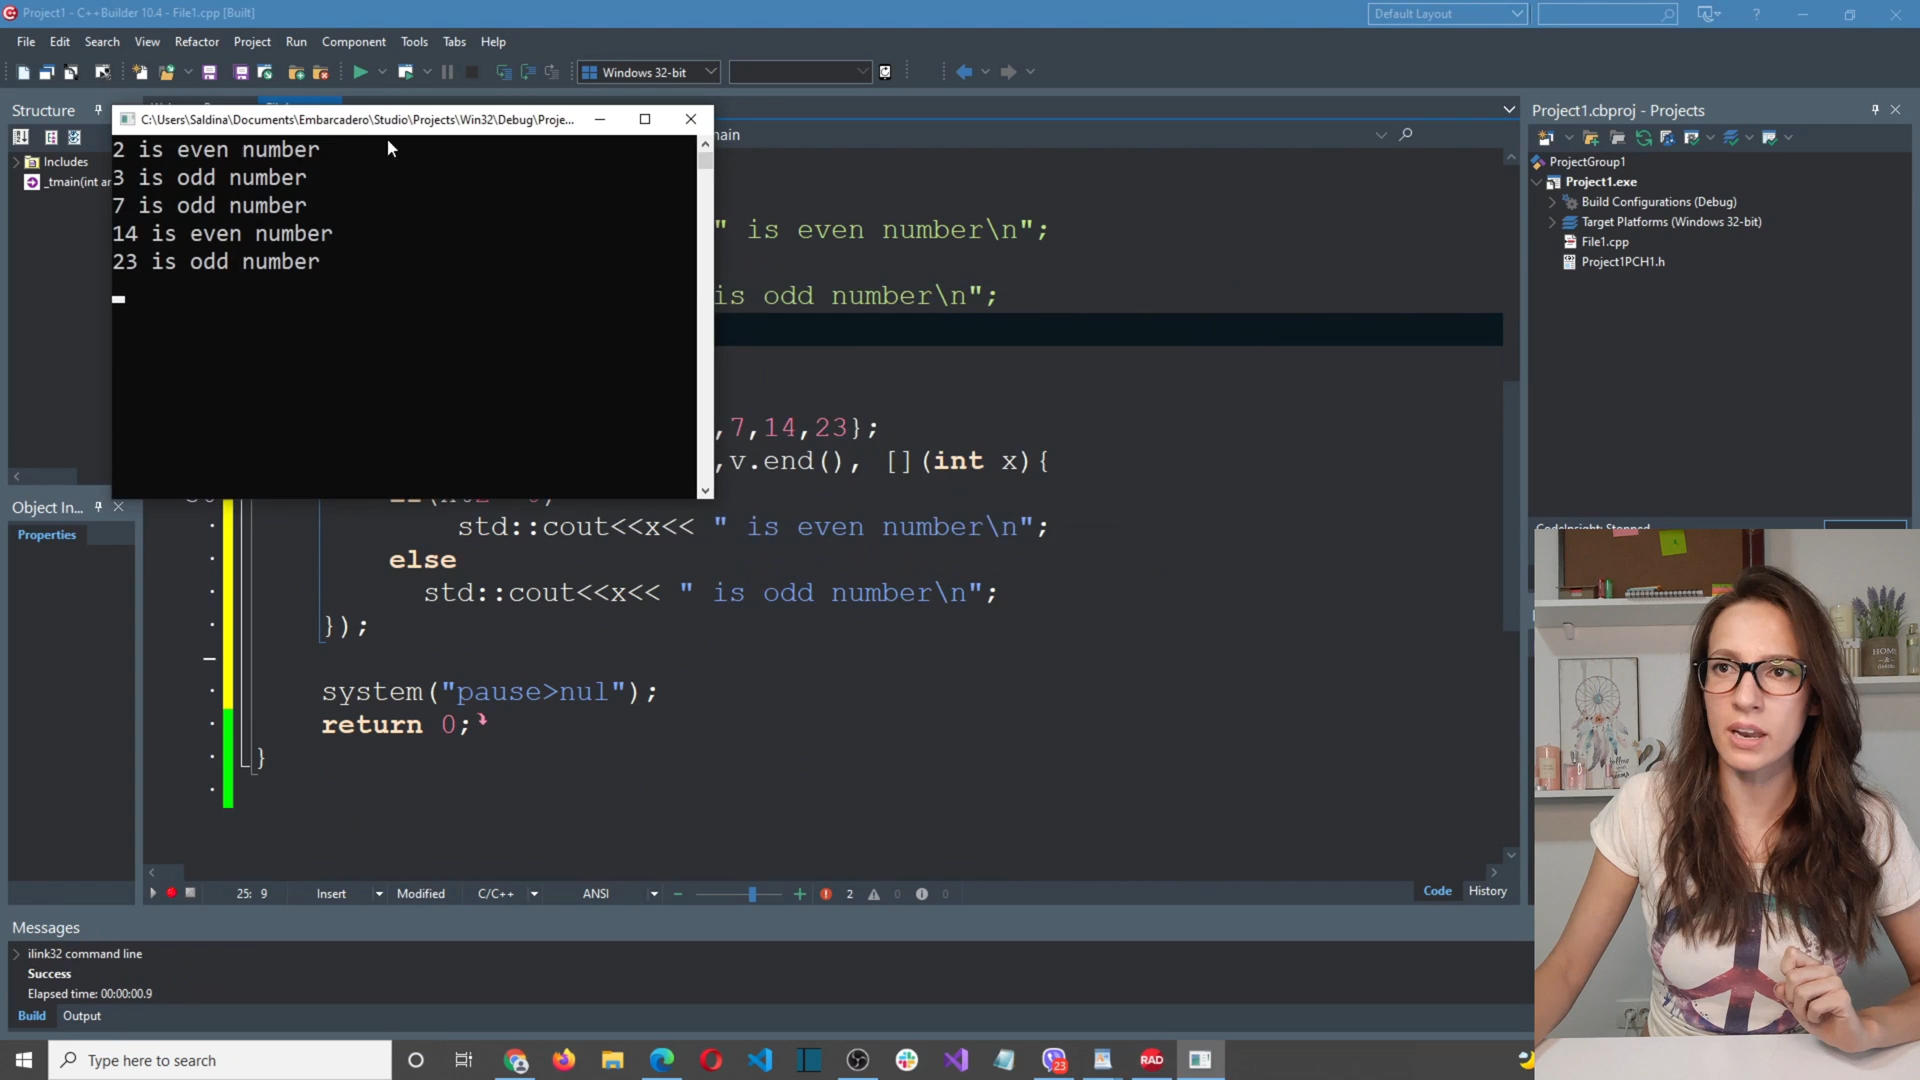 Project1 - C++Builder 10.4 - File1.cpp [Built]
Default Layout
File Edit Search View Refactor Project Run Component Tools Tabs Help
Windows 32-bit
Structure
Includes
_tmain(int ar
C:\Users\Saldina\Documents\Embarcadero\Studio\Projects\Win32\Debug\Proje...
2 is even number
3 is odd number
7 is odd number
14 is even number
23 is odd number
" is even number\n";
is odd number\n";
,7,14,23};
,v.end(), [](int x){
std::cout<<x<< " is even number\n";
else
std::cout<<x<< " is odd number\n";
});
system("pause>nul");
return 0;
}
Project1.cbproj - Projects
ProjectGroup1
Project1.exe
Build Configurations (Debug)
Target Platforms (Windows 32-bit)
File1.cpp
Project1PCH1.h
Object In...
Properties
25: 9 Insert Modified C/C++ ANSI 2 0 0
Code History
Messages
ilink32 command line
Success
Elapsed time: 00:00:00.9
Build Output
Type here to search
RAD
23
HOME